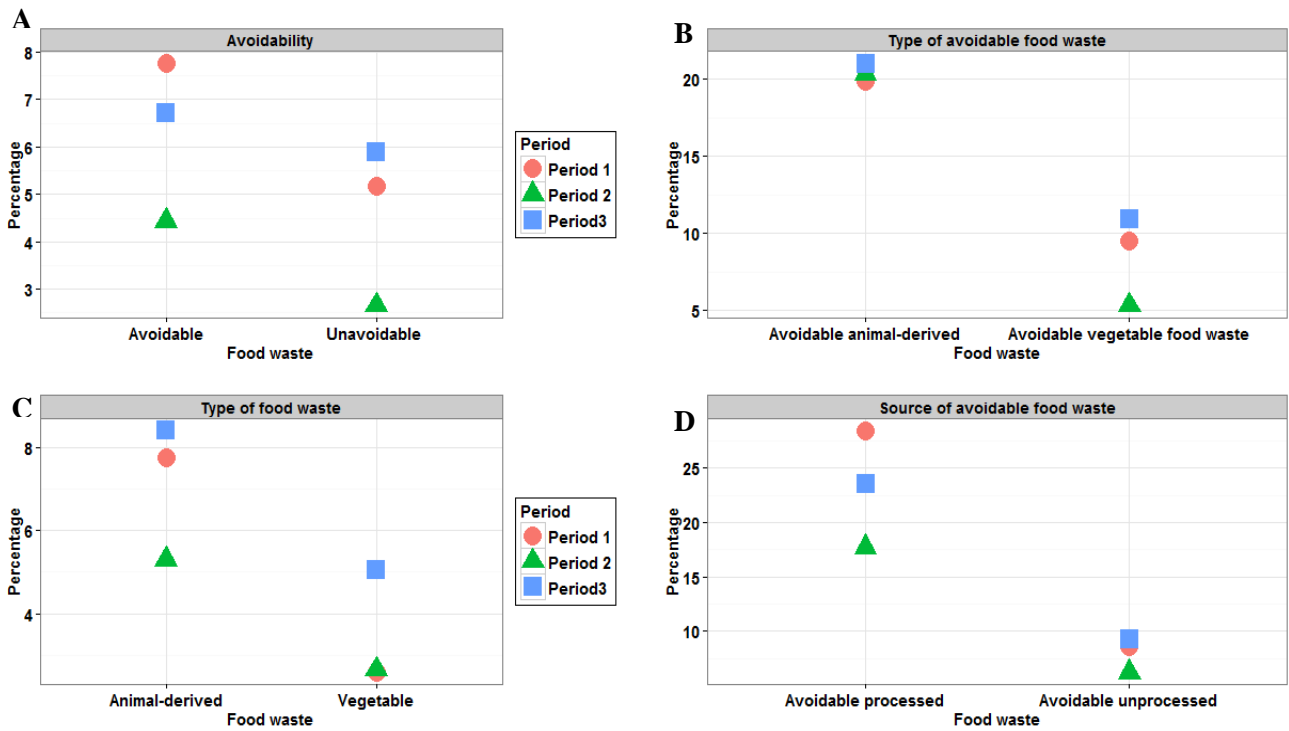 A
Avoidability
8
7
6
5
4
3
Percentage
Avoidable
Unavoidable
Food waste
Period
Period 1
Period 2
Period3
B
Type of avoidable food waste
20
15
10
5
Percentage
Avoidable animal-derived
Avoidable vegetable food waste
Food waste
C
Type of food waste
8
6
4
Percentage
Animal-derived
Vegetable
Food waste
Period
Period 1
Period 2
Period3
D
Source of avoidable food waste
25
20
15
10
Percentage
Avoidable processed
Avoidable unprocessed
Food waste